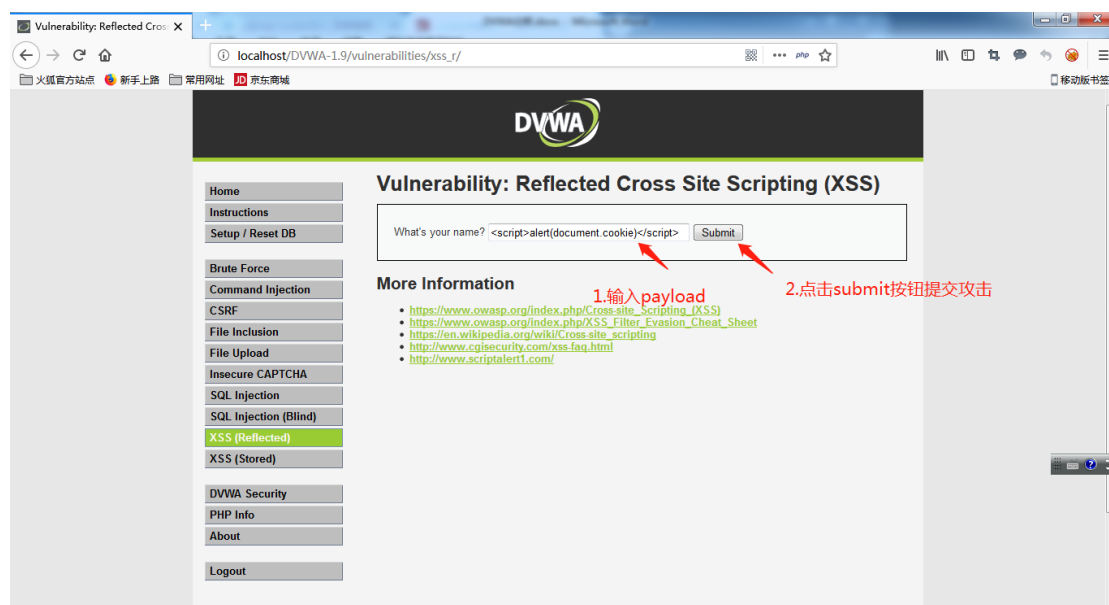 Vulnerability: Reflected Cros
localhost/DVWA-1.9/vulnerabilities/xss_r/
php
火狐官方站点 新手上路 常用网址 JD 京东商城
移动版书签
DVWA
Home
Instructions
Setup / Reset DB
Brute Force
Command Injection
CSRF
File Inclusion
File Upload
Insecure CAPTCHA
SQL Injection
SQL Injection (Blind)
XSS (Reflected)
XSS (Stored)
DVWA Security
PHP Info
About
Logout
Vulnerability: Reflected Cross Site Scripting (XSS)
What's your name? <script>alert(document.cookie)</script> Submit
1.输入payload
2.点击submit按钮提交攻击
More Information
https://www.owasp.org/index.php/Cross-site_Scripting_(XSS)
https://www.owasp.org/index.php/XSS_Filter_Evasion_Cheat_Sheet
https://en.wikipedia.org/wiki/Cross-site_scripting
http://www.cgisecurity.com/xss-faq.html
http://www.scriptalert1.com/